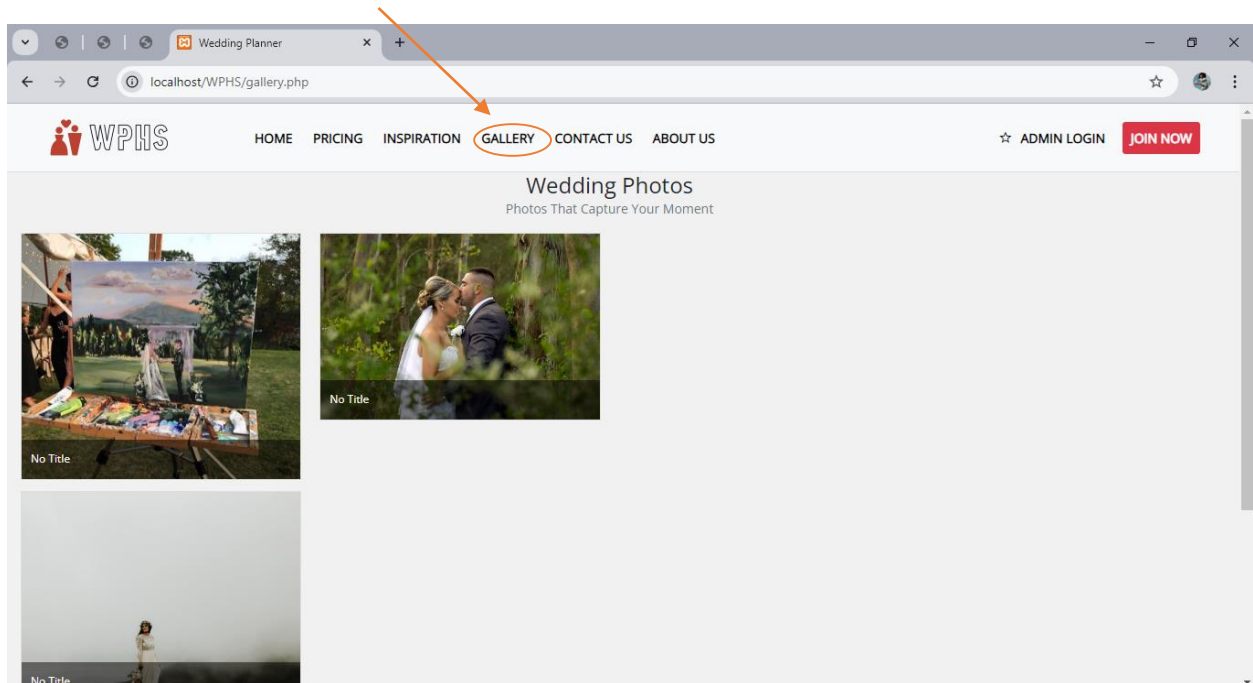 Wedding Planner
localhost/WPHS/gallery.php
WPHS HOME PRICING INSPIRATION GALLERY CONTACT US ABOUT US ADMIN LOGIN JOIN NOW
Wedding Photos
Photos That Capture Your Moment
No Title
No Title
No Title